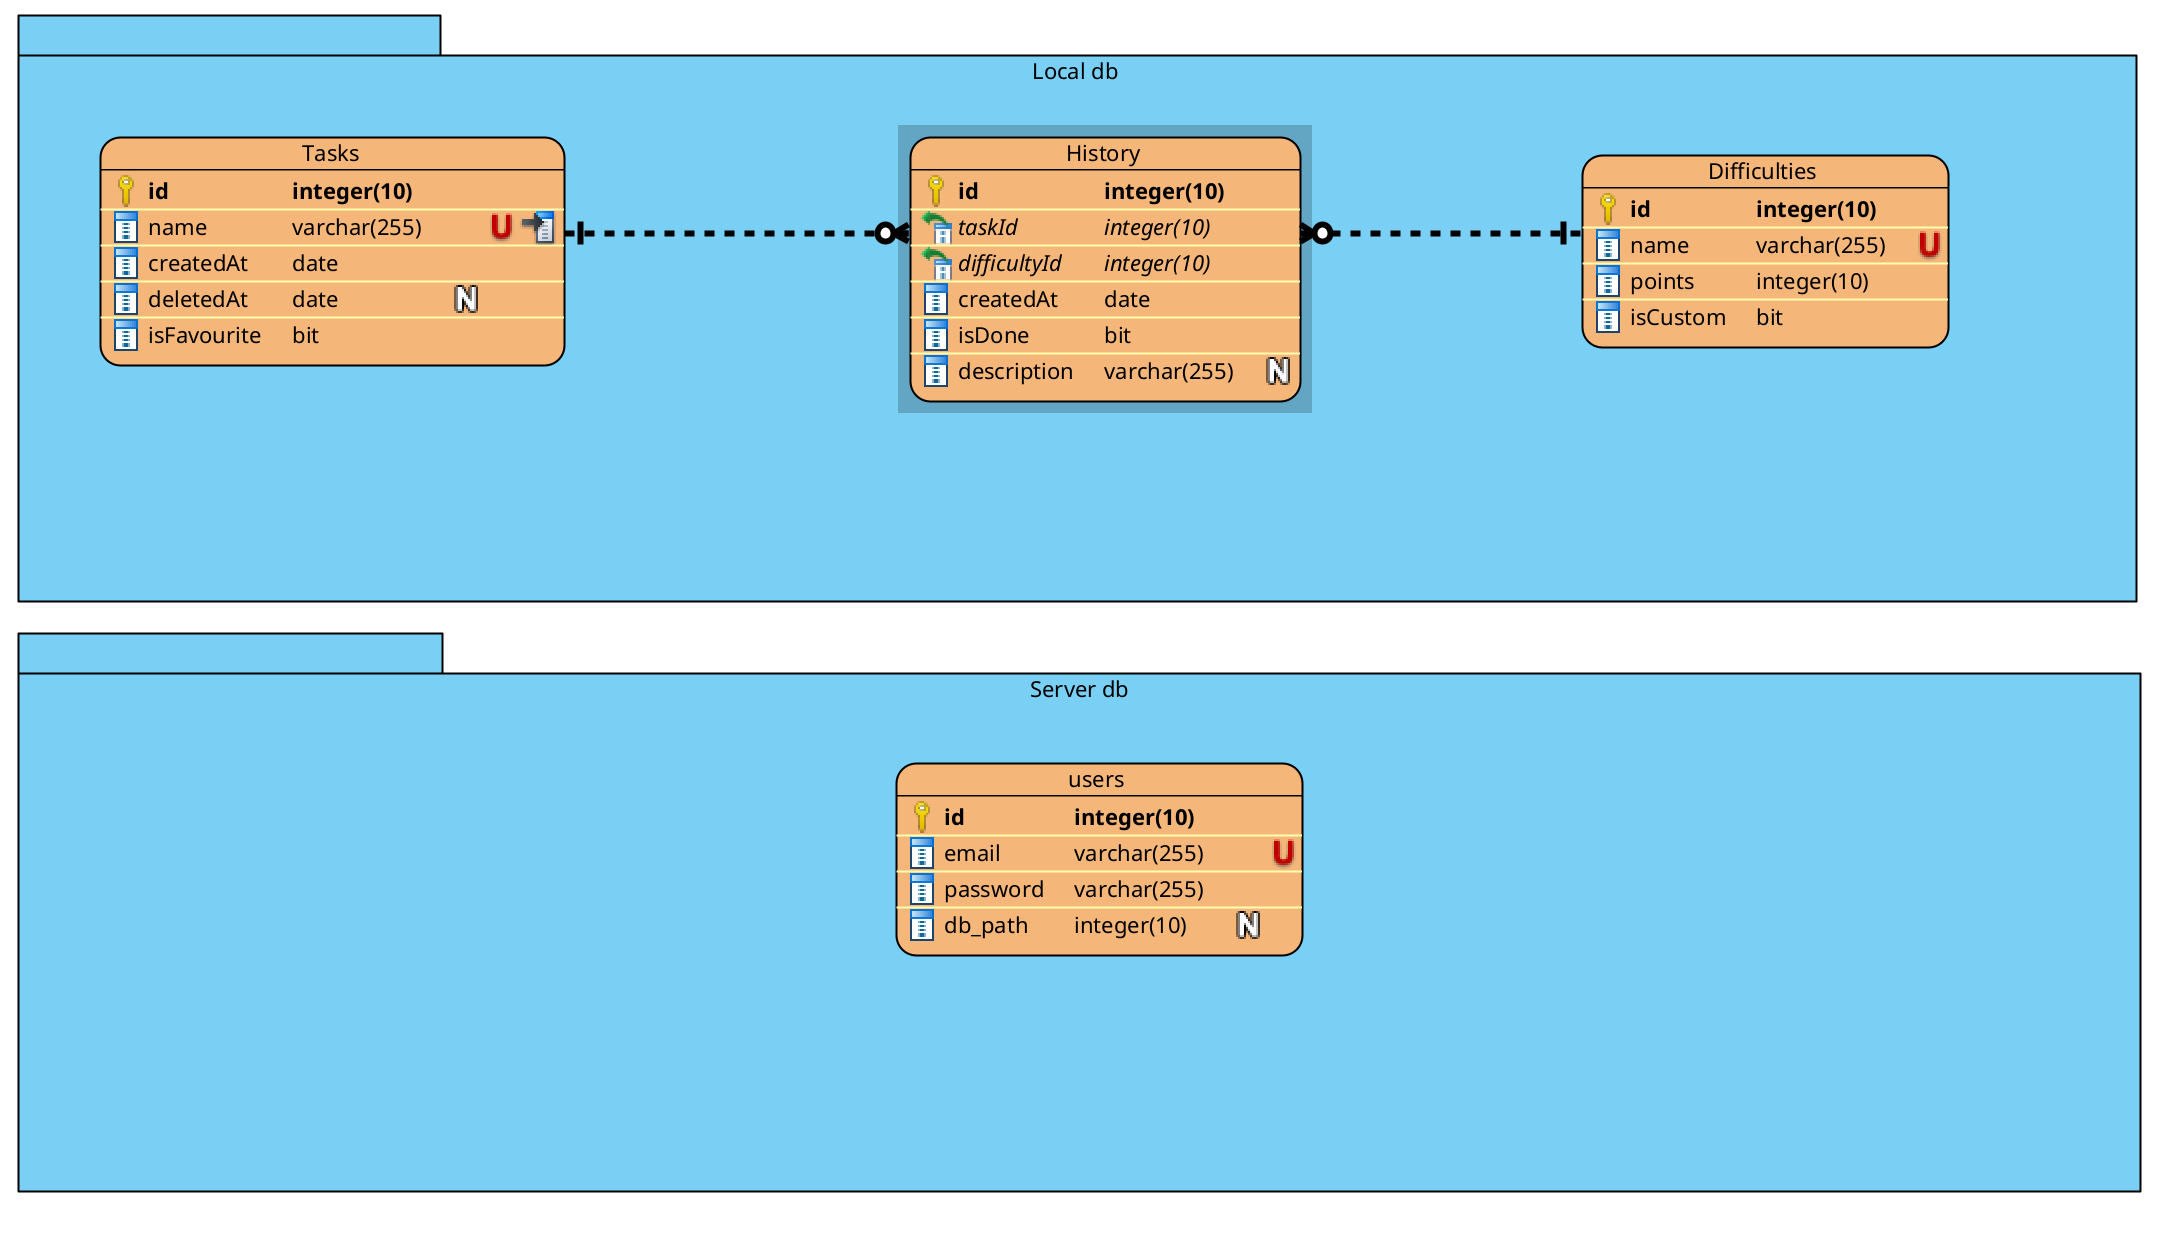 Local db
Tasks
id integer(10)
name varchar(255) U
createdAt date
deletedAt date N
isFavourite bit
History
id integer(10)
taskId integer(10)
difficultyId integer(10)
createdAt date
isDone bit
description varchar(255) N
Difficulties
id integer(10)
name varchar(255) U
points integer(10)
isCustom bit
Server db
users
id integer(10)
email varchar(255) U
password varchar(255)
db_path integer(10) N